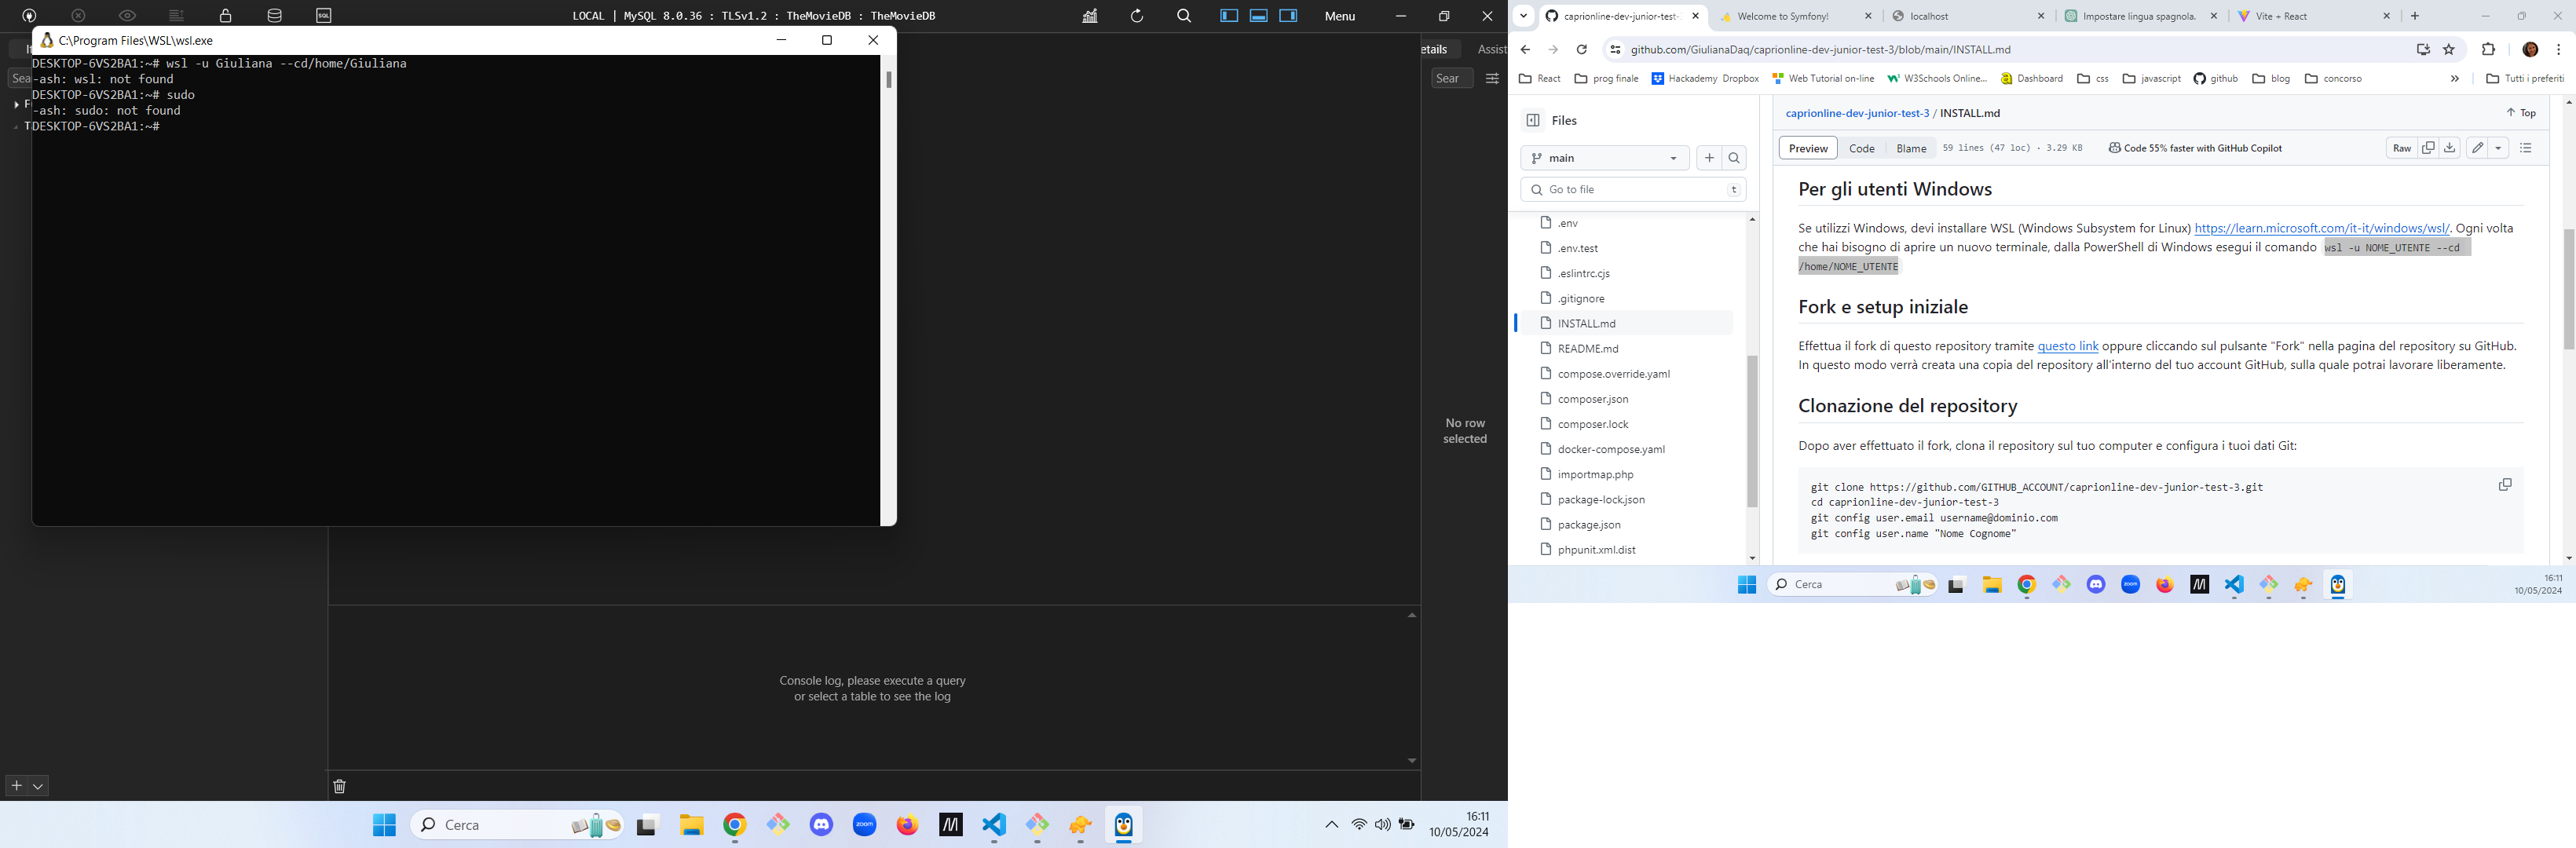 LOCAL | MySQL 8.0.36 : TLSv1.2 : TheMovieDB : TheMovieDB
SQL
Menu
C:\Program Files\WSL\wsl.exe
DESKTOP-6VS2BA1:~# wsl -u Giuliana --cd/home/Giuliana
-ash: wsl: not found
DESKTOP-6VS2BA1:~# sudo
-ash: sudo: not found
DESKTOP-6VS2BA1:~#
It
Sea
F
T
etails
Assist
Sear
No row
selected
Console log, please execute a query
or select a table to see the log
Cerca
zoom
16:11
10/05/2024
caprionline-dev-junior-test-
Welcome to Symfony!
localhost
Impostare lingua spagnola.
Vite + React
github.com/GiulianaDaq/caprionline-dev-junior-test-3/blob/main/INSTALL.md
React
prog finale
Hackademy Dropbox
Web Tutorial on-line
W3Schools Online...
Dashboard
css
javascript
github
blog
concorso
»
Tutti i preferiti
Files
main
Go to file
t
.env
.env.test
.eslintrc.cjs
.gitignore
INSTALL.md
README.md
compose.override.yaml
composer.json
composer.lock
docker-compose.yaml
importmap.php
package-lock.json
package.json
phpunit.xml.dist
caprionline-dev-junior-test-3 / INSTALL.md
Top
Preview
Code
Blame
59 lines (47 loc) · 3.29 KB
Code 55% faster with GitHub Copilot
Raw
Per gli utenti Windows
Se utilizzi Windows, devi installare WSL (Windows Subsystem for Linux) https://learn.microsoft.com/it-it/windows/wsl/. Ogni volta
che hai bisogno di aprire un nuovo terminale, dalla PowerShell di Windows esegui il comando wsl -u NOME_UTENTE --cd
/home/NOME_UTENTE
Fork e setup iniziale
Effettua il fork di questo repository tramite questo link oppure cliccando sul pulsante "Fork" nella pagina del repository su GitHub.
In questo modo verrà creata una copia del repository all'interno del tuo account GitHub, sulla quale potrai lavorare liberamente.
Clonazione del repository
Dopo aver effettuato il fork, clona il repository sul tuo computer e configura i tuoi dati Git:
git clone https://github.com/GITHUB_ACCOUNT/caprionline-dev-junior-test-3.git
cd caprionline-dev-junior-test-3
git config user.email username@dominio.com
git config user.name "Nome Cognome"
Cerca
zoom
16:11
10/05/2024